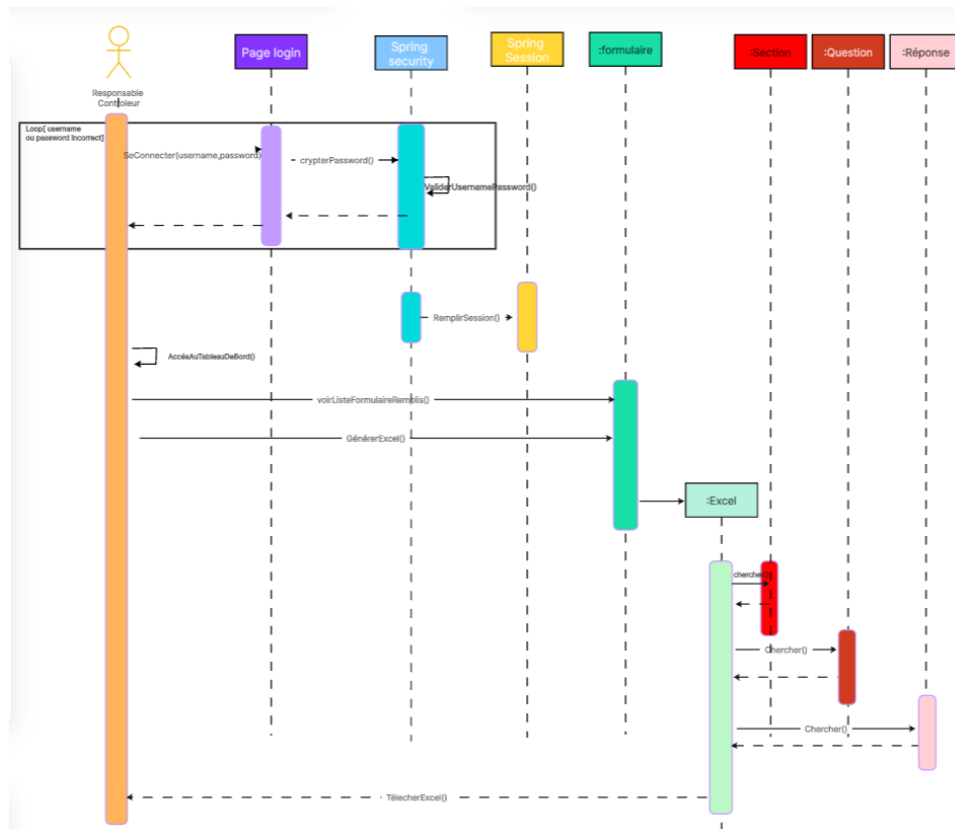 Page login
Spring
security
Spring
Session
:formulaire
:Section
:Question
:Réponse
Responsable
Controleur
Loop[ username
ou password incorrect]
SeConnecter(username,password)
crypterPassword()
ValiderUsernamePassword()
RemplirSession()
AccésAuTableauDeBord()
voirListeFormulaireRemplis()
GénérerExcel()
:Excel
chercher()
Chercher()
Chercher()
TélecherExcel()